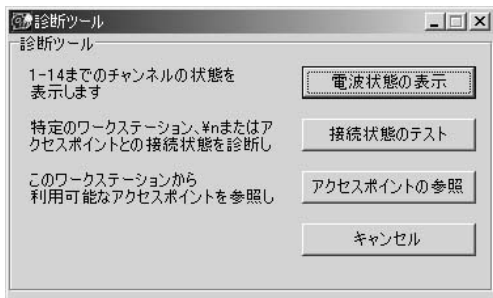 診断ツール
診断ツール
1-14までのチャンネルの状態を
表示します
電波状態の表示
特定のワークステーション、¥nまたはア
クセスポイントとの接続状態を診断し
接続状態のテスト
このワークステーションから
利用可能なアクセスポイントを参照し
アクセスポイントの参照
キャンセル